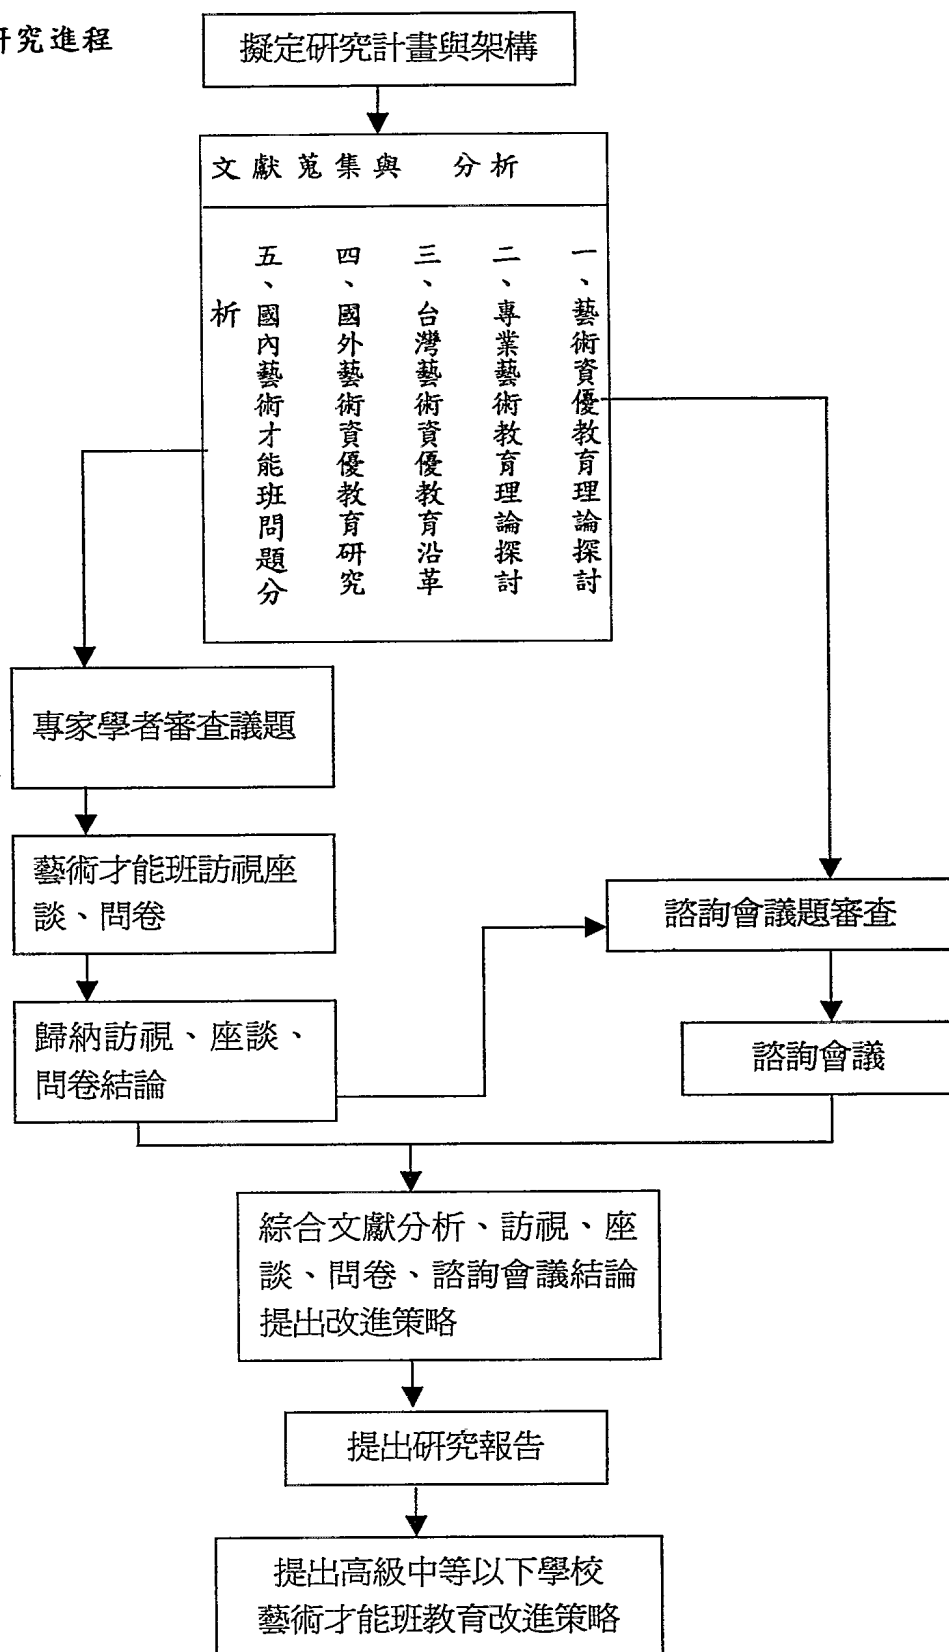 研究進程
擬定研究計畫與架構
文獻蒐集與 分析
一、藝術資優教育理論探討
二、專業藝術教育理論探討
三、台灣藝術資優教育沿革
四、國外藝術資優教育研究
五、國內藝術才能班問題分
析
專家學者審查議題
藝術才能班訪視座
談、問卷
諮詢會議題審查
歸納訪視、座談、
問卷結論
諮詢會議
綜合文獻分析、訪視、座
談、問卷、諮詢會議結論
提出改進策略
提出研究報告
提出高級中等以下學校
藝術才能班教育改進策略